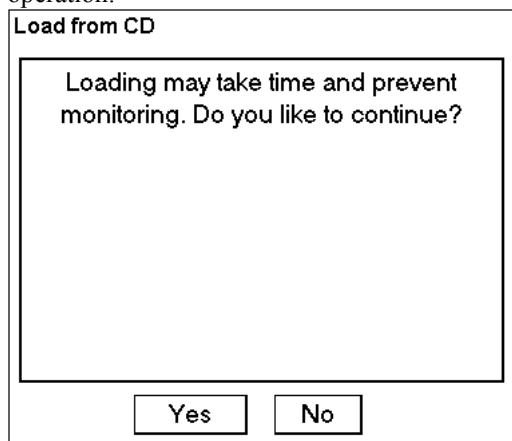 operation.
Load from CD
Loading may take time and prevent
monitoring. Do you like to continue?
Yes
No